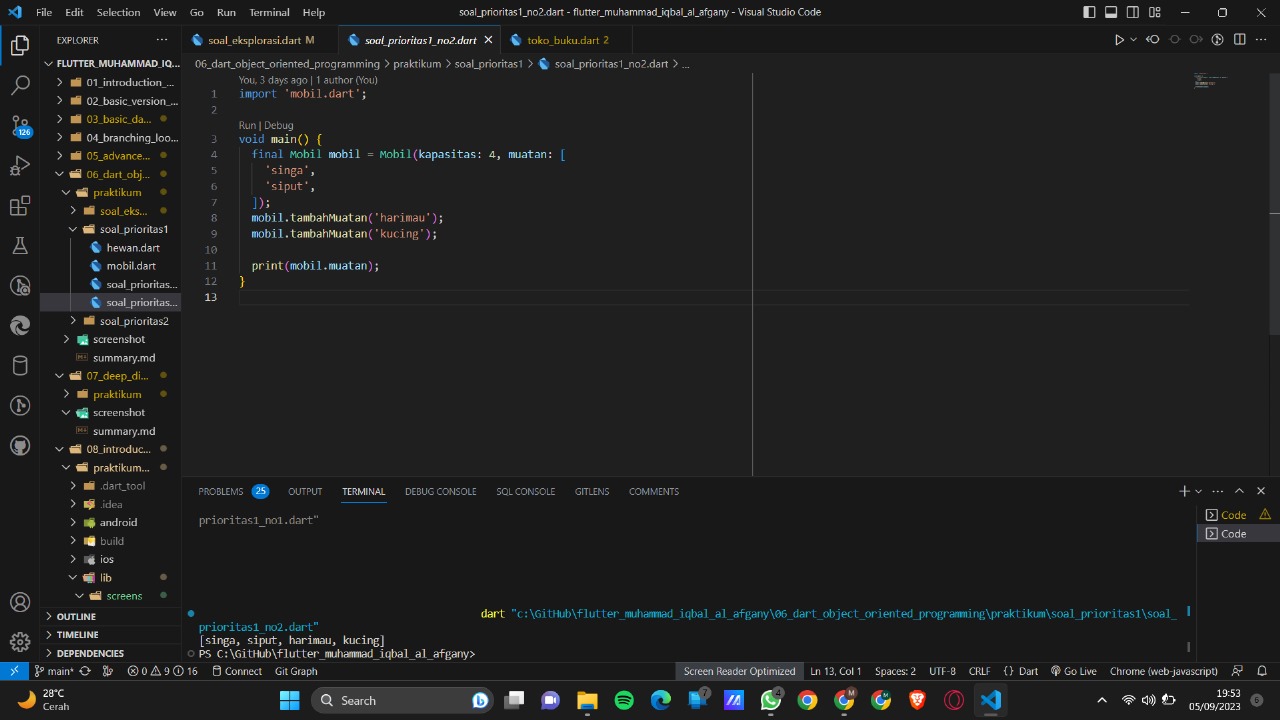 File Edit Selection View Go Run Terminal Help
soal_prioritas1_no2.dart - flutter_muhammad_iqbal_al_afgany - Visual Studio Code
EXPLORER
FLUTTER_MUHAMMAD_IQ...
01_introduction_...
02_basic_version_...
03_basic_da...
04_branching_loo...
05_advance...
06_dart_obj...
praktikum
soal_eks...
soal_prioritas1
hewan.dart
mobil.dart
soal_prioritas...
soal_prioritas...
soal_prioritas2
screenshot
summary.md
07_deep_di...
praktikum
screenshot
summary.md
08_introduc...
praktikum...
.dart_tool
.idea
android
build
ios
lib
screens
OUTLINE
TIMELINE
DEPENDENCIES
126
soal_eksplorasi.dart M
soal_prioritas1_no2.dart
toko_buku.dart 2
06_dart_object_oriented_programming > praktikum > soal_prioritas1 > soal_prioritas1_no2.dart > ...
You, 3 days ago | 1 author (You)
1 import 'mobil.dart';
2
Run | Debug
3 void main() {
4 final Mobil mobil = Mobil(kapasitas: 4, muatan: [
5 'singa',
6 'siput',
7 ]);
8 mobil.tambahMuatan('harimau');
9 mobil.tambahMuatan('kucing');
10
11 print(mobil.muatan);
12 }
13
PROBLEMS 25 OUTPUT TERMINAL DEBUG CONSOLE SQL CONSOLE GITLENS COMMENTS
prioritas1_no1.dart"
dart "c:\GitHub\flutter_muhammad_iqbal_al_afgany\06_dart_object_oriented_programming\praktikum\soal_prioritas1\soal_
prioritas1_no2.dart"
[singa, siput, harimau, kucing]
PS C:\GitHub\flutter_muhammad_iqbal_al_afgany>
Code
Code
main* 0 9 16 Connect Git Graph Screen Reader Optimized Ln 13, Col 1 Spaces: 2 UTF-8 CRLF {} Dart Go Live Chrome (web-javascript)
28°C
Cerah
Search
7
4
M
M
19:53
05/09/2023
6